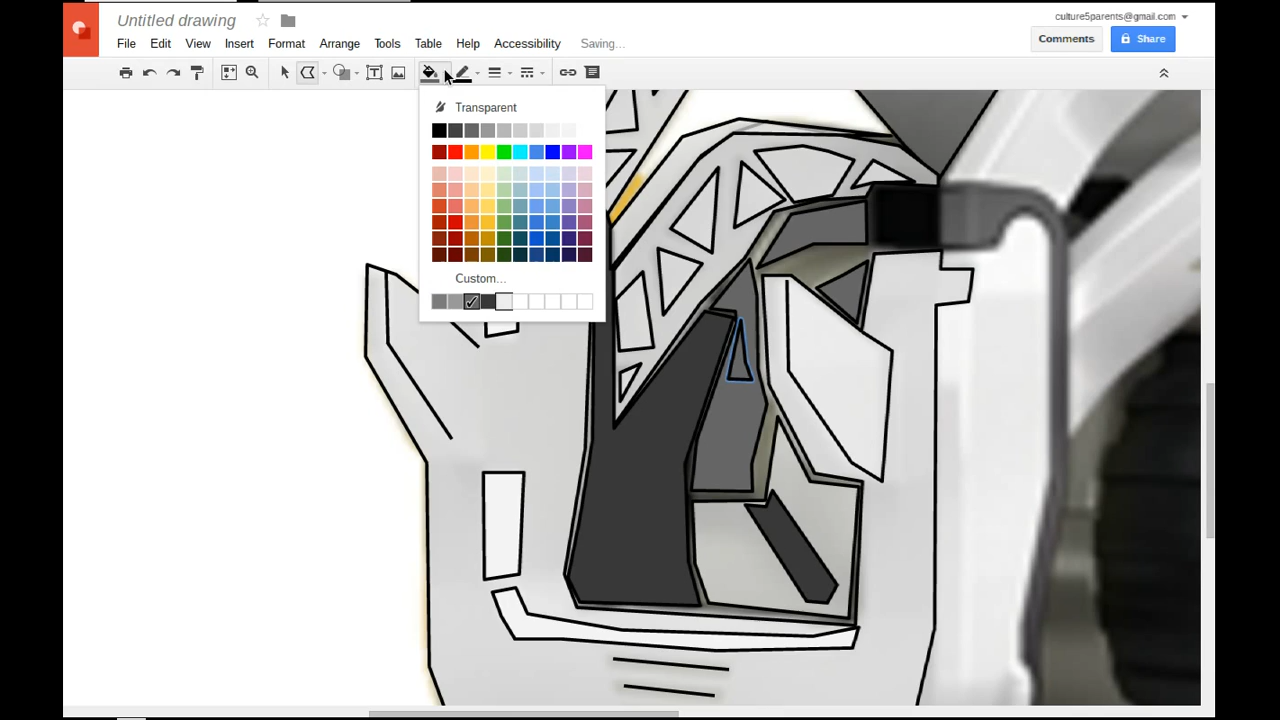 Untitled drawing
culture5parents@gmail.com
File Edit View Insert Format Arrange Tools Table Help Accessibility Saving...
Comments Share
Transparent
Custom...